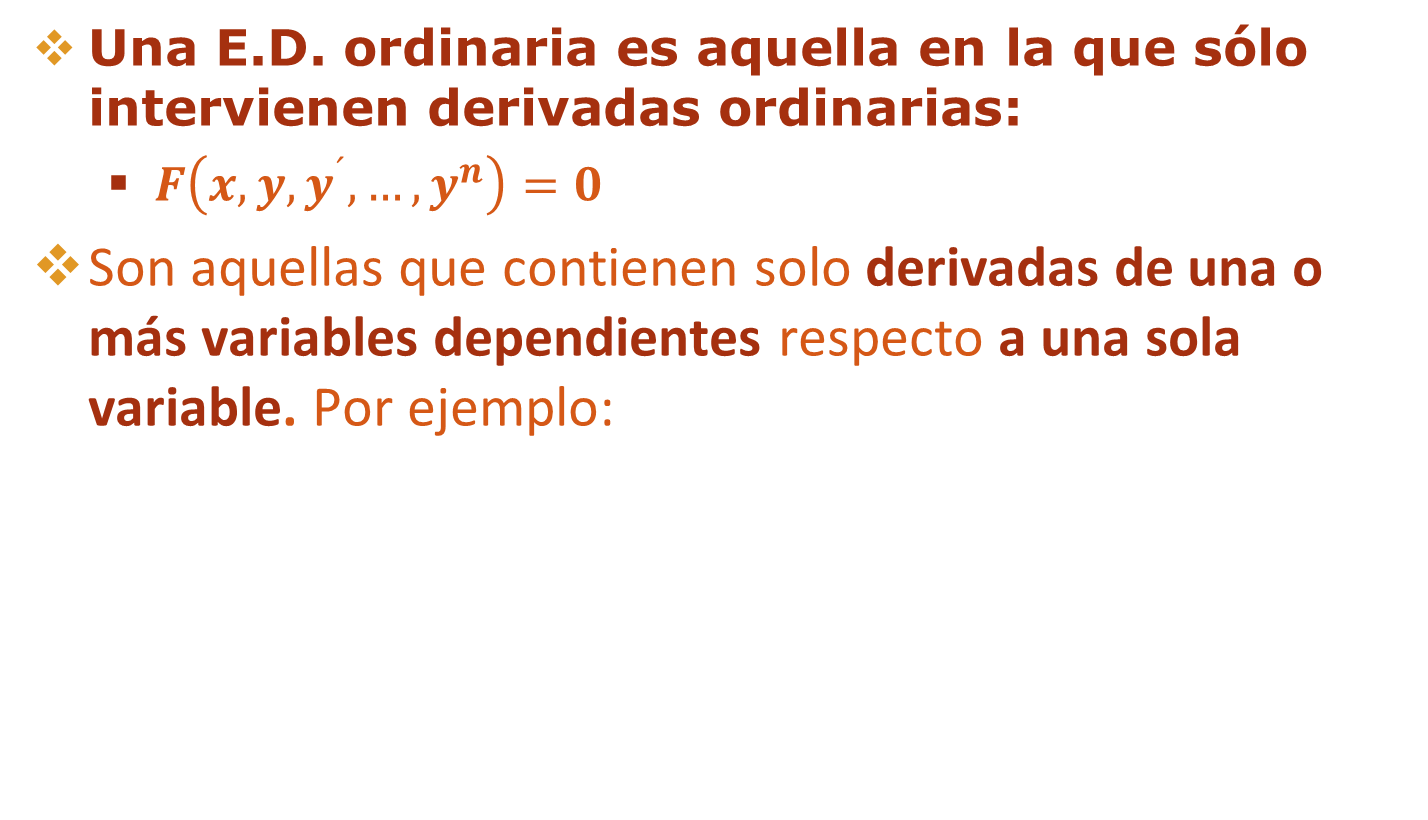 ❖ Una E.D. ordinaria es aquella en la que sólo
intervienen derivadas ordinarias:
▪ F(x, y, y´, … , yⁿ) = 0
❖ Son aquellas que contienen solo derivadas de una o
más variables dependientes respecto a una sola
variable. Por ejemplo: